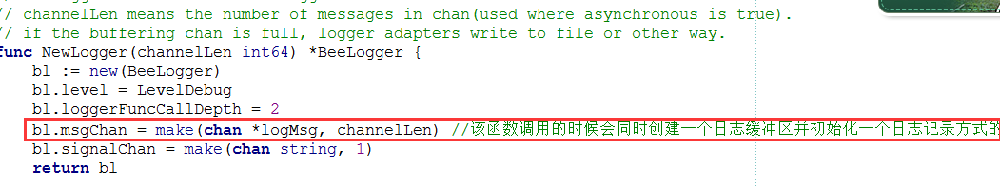 // channelLen means the number of messages in chan(used where asynchronous is true).
// if the buffering chan is full, logger adapters write to file or other way.
func NewLogger(channelLen int64) *BeeLogger {
bl := new(BeeLogger)
bl.level = LevelDebug
bl.loggerFuncCallDepth = 2
bl.msgChan = make(chan *logMsg, channelLen) //该函数调用的时候会同时创建一个日志缓冲区并初始化一个日志记录方式的
bl.signalChan = make(chan string, 1)
return bl